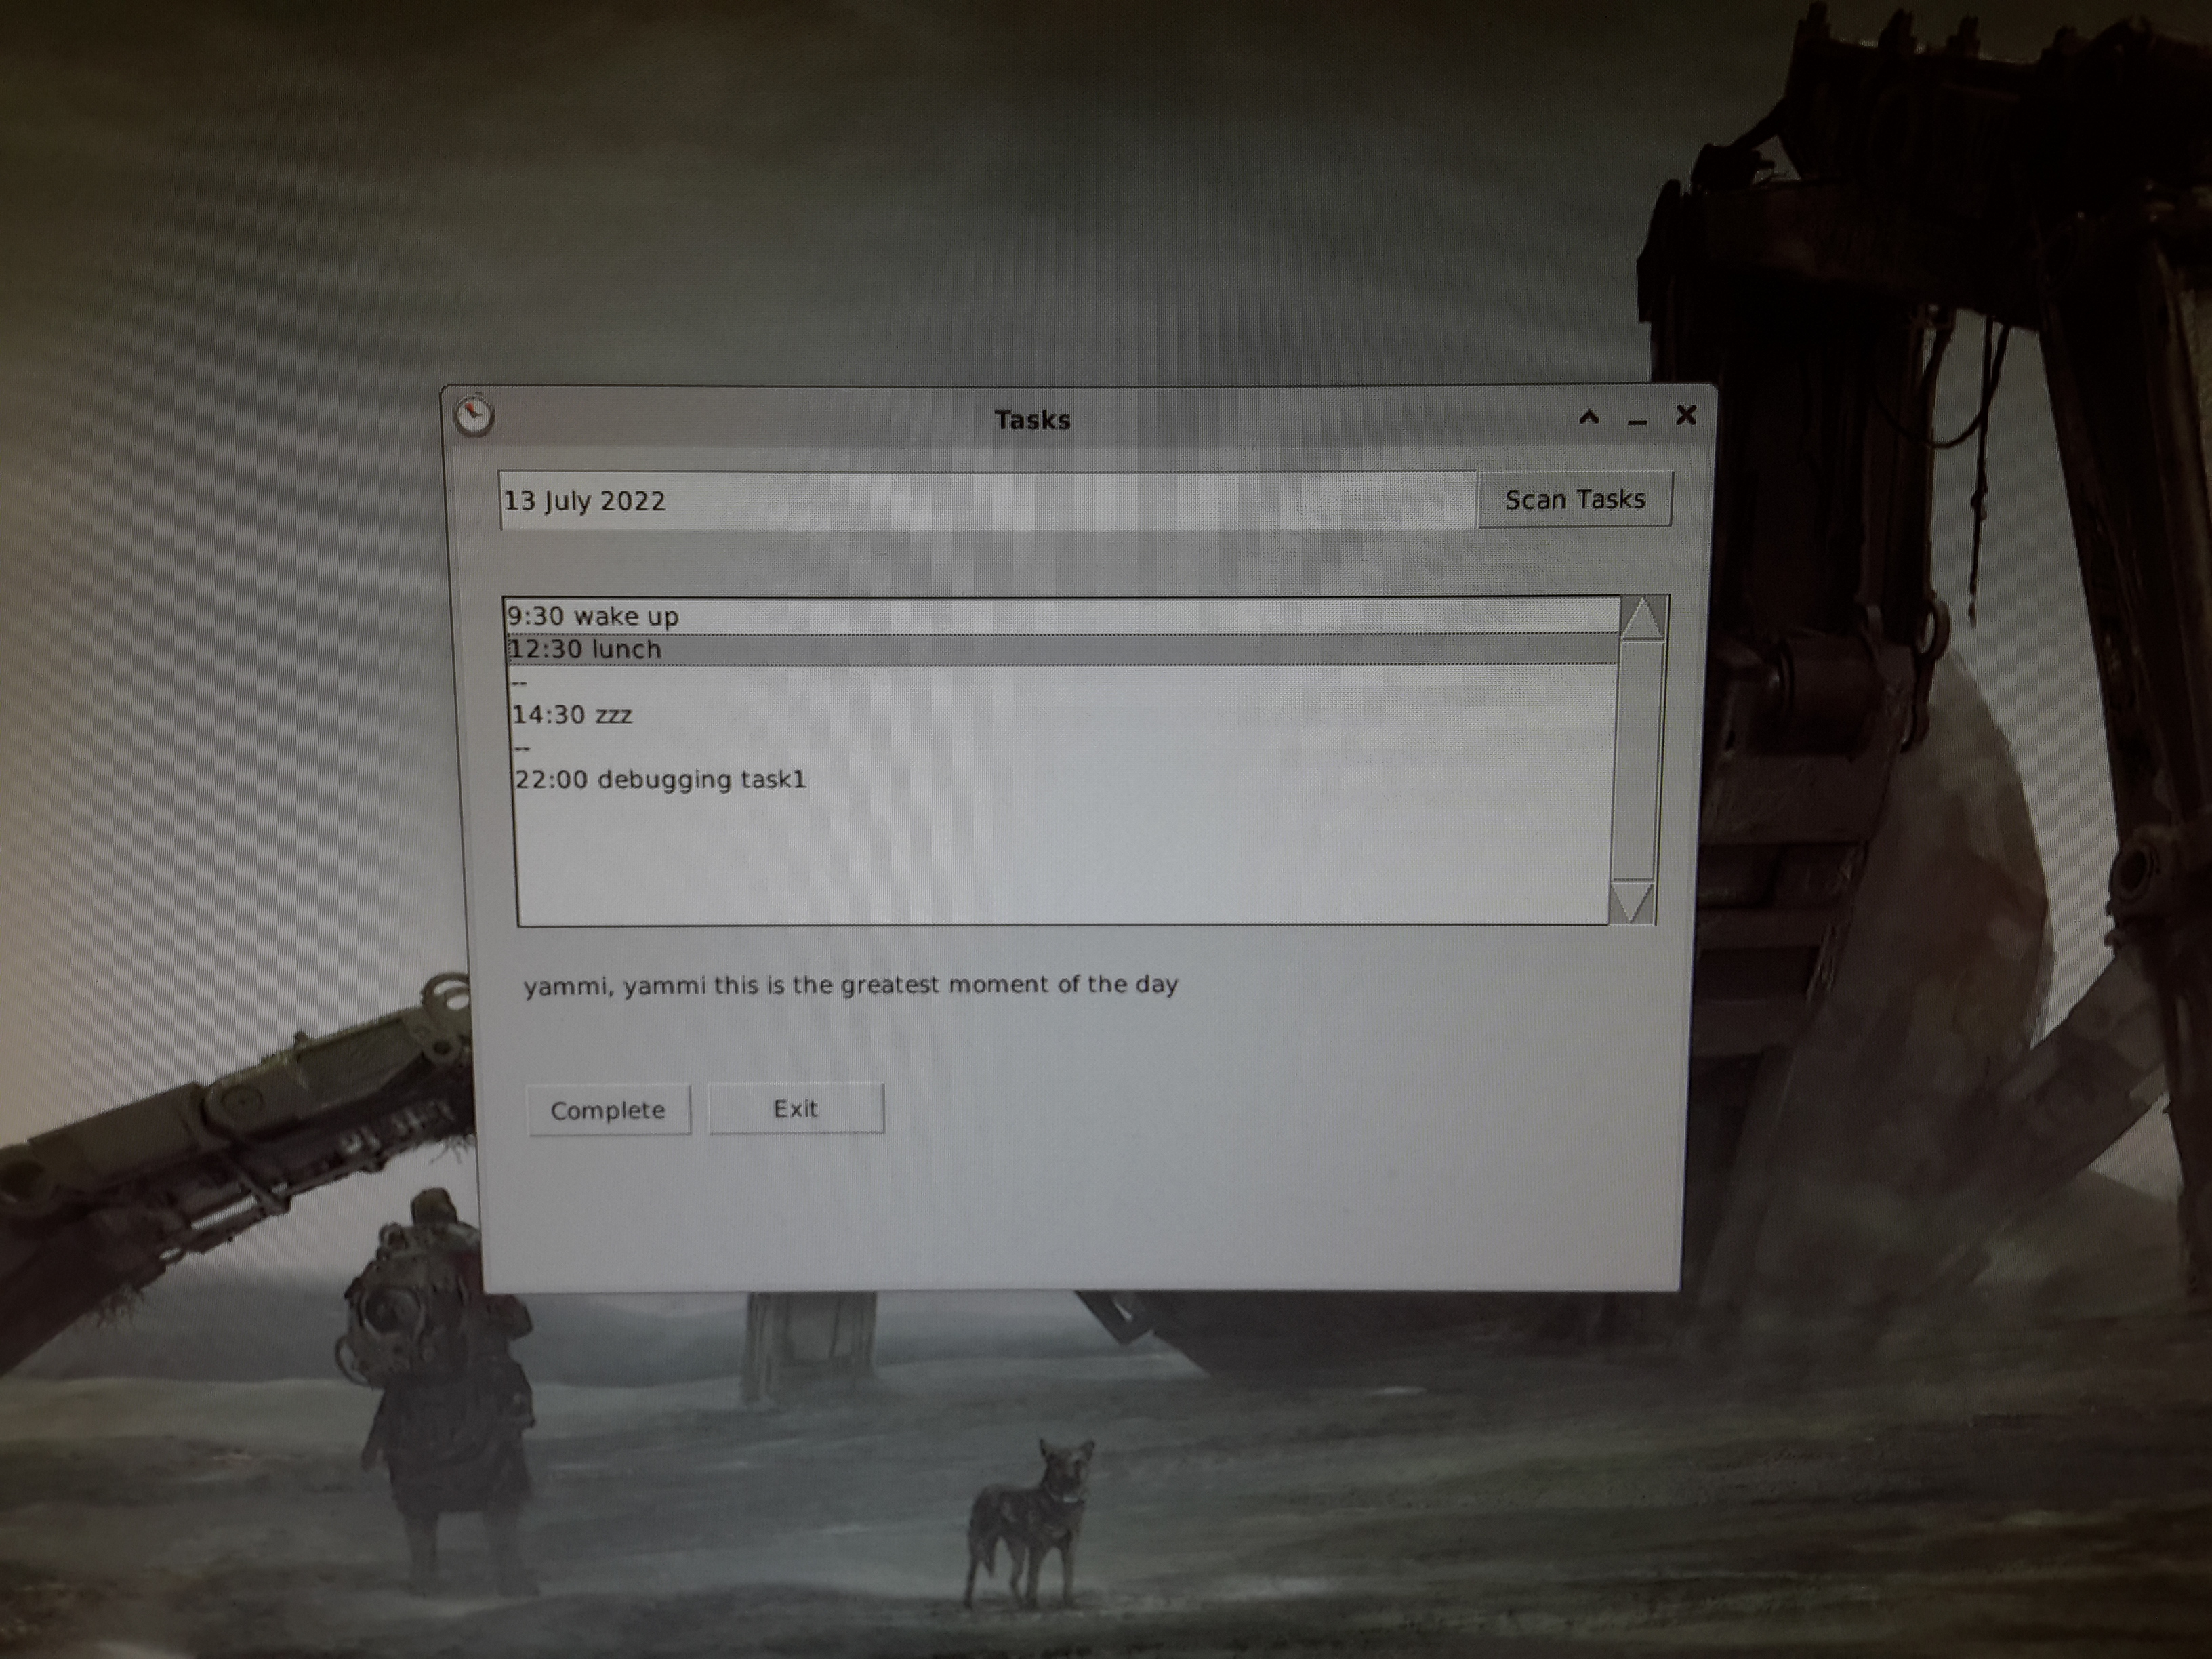 Tasks
13 July 2022
Scan Tasks
9:30 wake up
12:30 lunch
--
14:30 zzz
--
22:00 debugging task1
yammi, yammi this is the greatest moment of the day
Complete
Exit